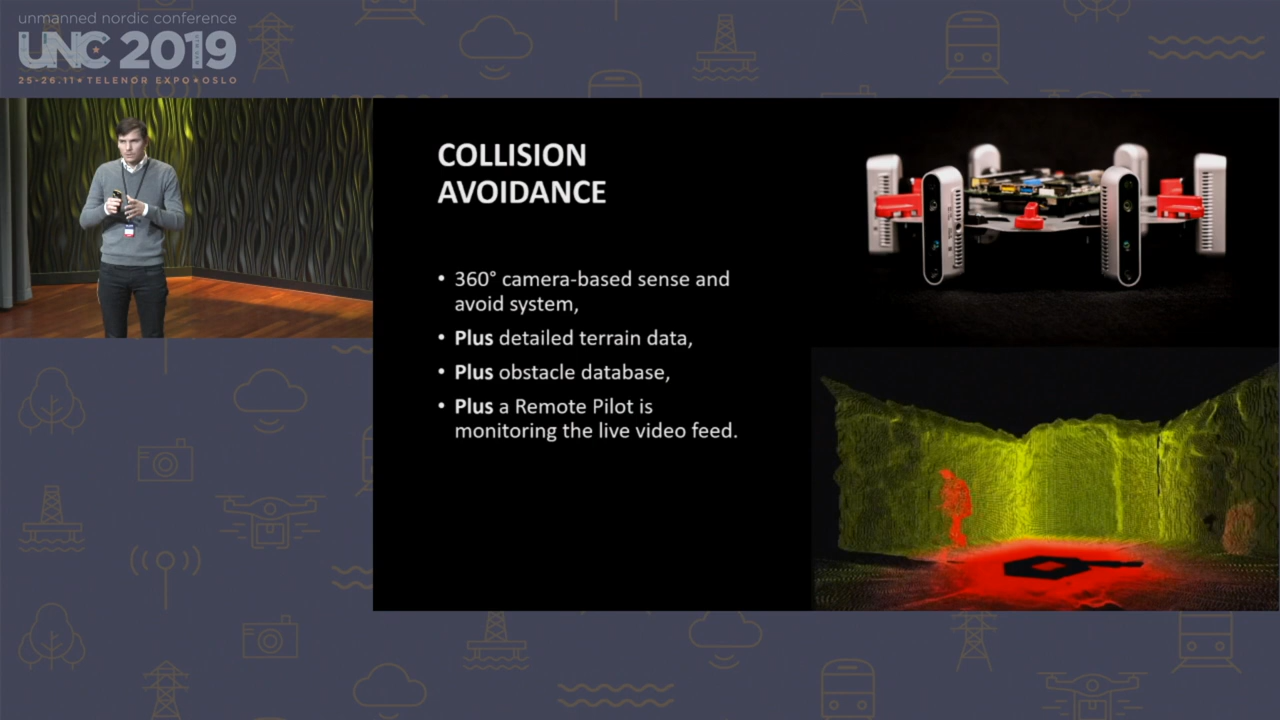 unmanned nordic conference
UNC 2019
25-26.11★TELENOR EXPO★OSLO
COLLISION
AVOIDANCE
• 360° camera-based sense and
avoid system,
• Plus detailed terrain data,
• Plus obstacle database,
• Plus a Remote Pilot is
monitoring the live video feed.